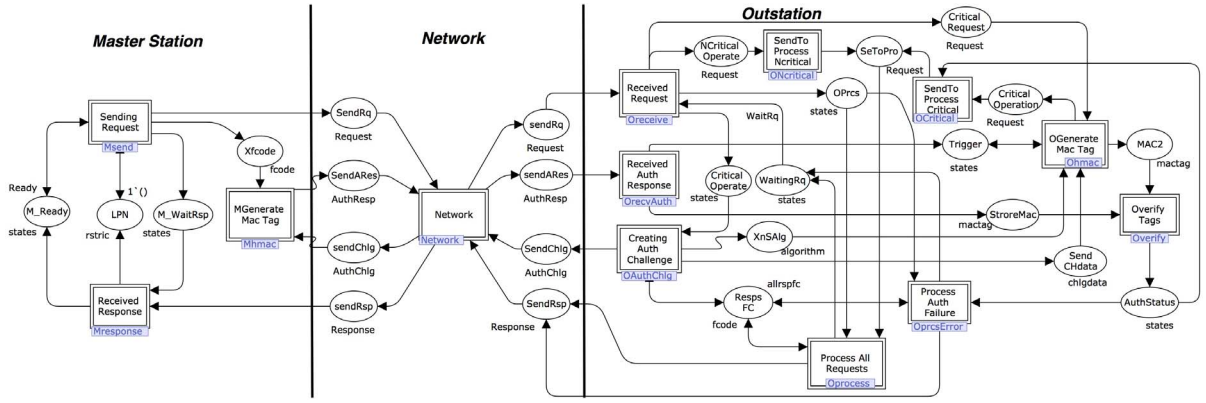 Master Station
Network
Outstation
Sending
Request
Msend
Xfcode
fcode
Ready
M_Ready
states
1`()
LPN
rstric
M_WaitRsp
states
MGenerate
Mac Tag
Mhmac
Received
Response
Mresponse
SendRq
Request
SendARes
AuthResp
sendChlg
AuthChlg
sendRsp
Response
Network
Network
sendRq
Request
sendARes
AuthResp
SendChlg
AuthChlg
SendRsp
Response
Critical
Request
Request
NCritical
Operate
Request
SendTo
Process
Ncritical
ONcritical
SeToPro
Request
Received
Request
Oreceive
OPrcs
states
WaitRq
SendTo
Process
Critical
OCritical
Critical
Operation
Request
Received
Auth
Response
OrecvAuth
Critical
Operate
states
WaitingRq
states
Trigger
states
OGenerate
Mac Tag
Ohmac
MAC2
mactag
StroreMac
mactag
Overify
Tags
Overify
Creating
Auth
Challenge
OAuthChlg
XnSAlg
algorithm
Send
CHdata
chlgdata
Resps
FC
allrspfc
fcode
Process
Auth
Failure
OprcsError
AuthStatus
states
Process All
Requests
Oprocess